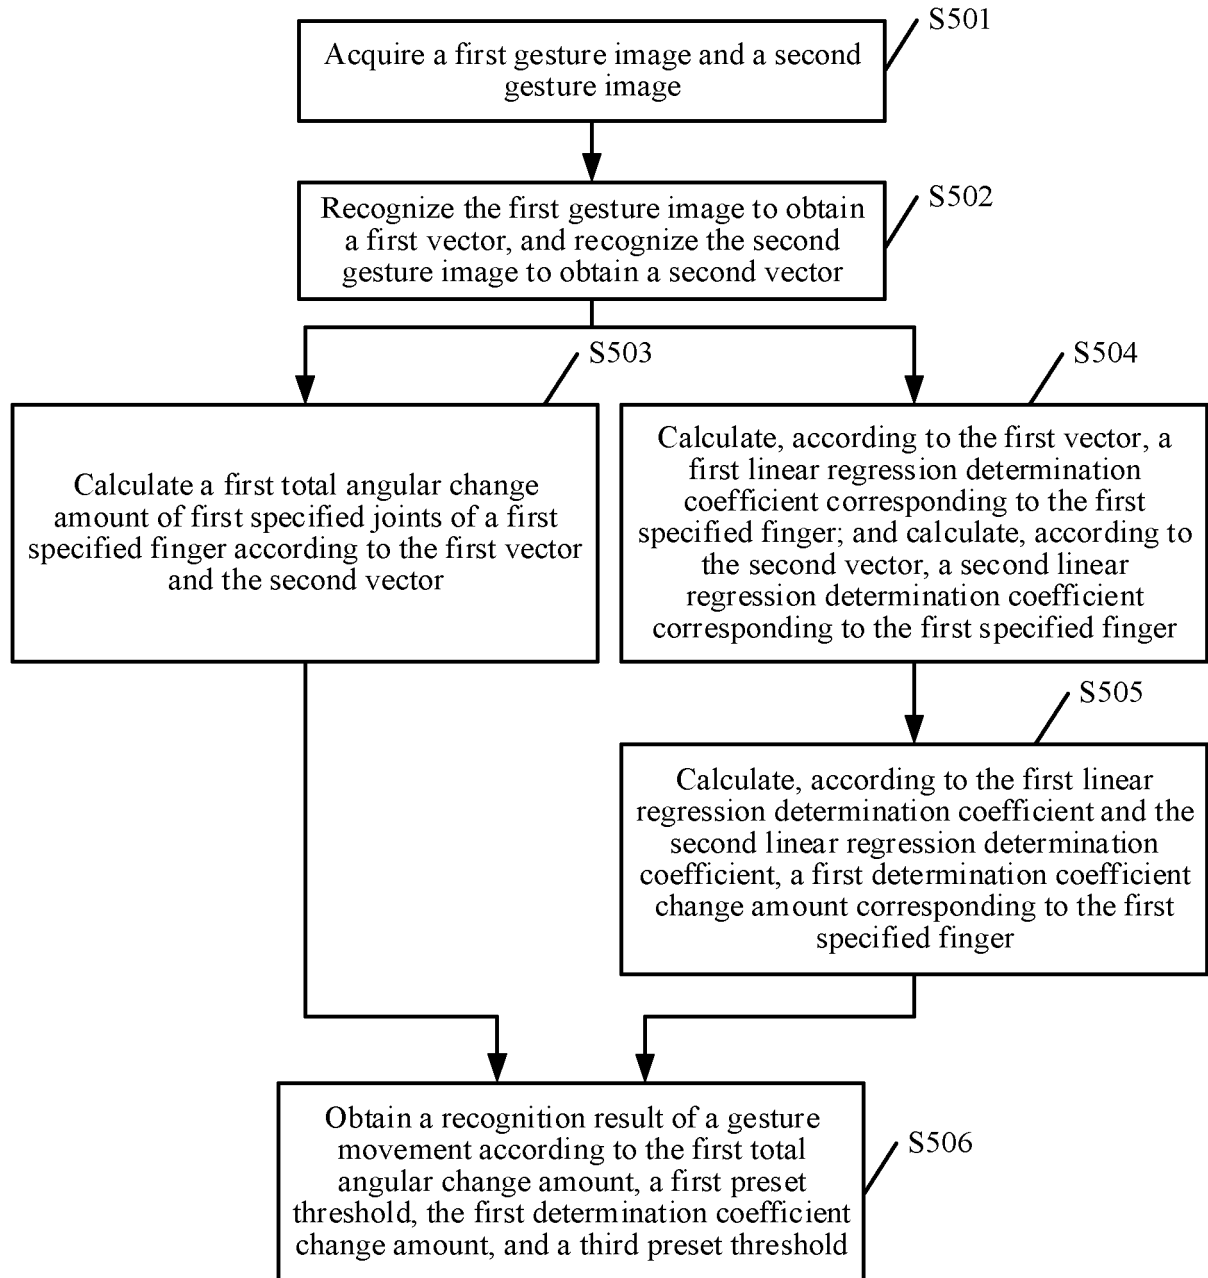 S501
Acquire a first gesture image and a second
gesture image
S502
Recognize the first gesture image to obtain
a first vector, and recognize the second
gesture image to obtain a second vector
S503
Calculate a first total angular change
amount of first specified joints of a first
specified finger according to the first vector
and the second vector
S504
Calculate, according to the first vector, a
first linear regression determination
coefficient corresponding to the first
specified finger; and calculate, according to
the second vector, a second linear
regression determination coefficient
corresponding to the first specified finger
S505
Calculate, according to the first linear
regression determination coefficient and the
second linear regression determination
coefficient, a first determination coefficient
change amount corresponding to the first
specified finger
S506
Obtain a recognition result of a gesture
movement according to the first total
angular change amount, a first preset
threshold, the first determination coefficient
change amount, and a third preset threshold